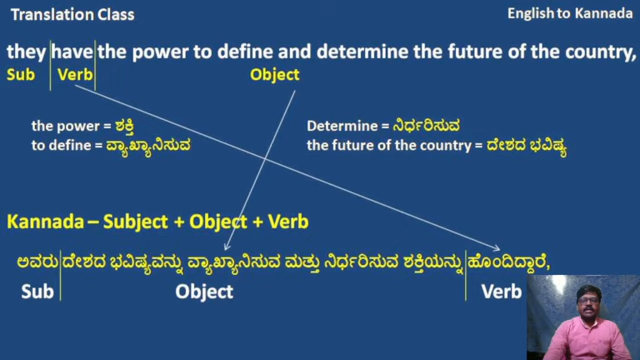 Translation Class
English to Kannada
they have the power to define and determine the future of the country,
Sub Verb Object
the power = ಶಕ್ತಿ
to define = ವ್ಯಾಖ್ಯಾನಿಸುವ
Determine = ನಿರ್ಧರಿಸುವ
the future of the country = ದೇಶದ ಭವಿಷ್ಯ
Kannada – Subject + Object + Verb
ಅವರು ದೇಶದ ಭವಿಷ್ಯವನ್ನು ವ್ಯಾಖ್ಯಾನಿಸುವ ಮತ್ತು ನಿರ್ಧರಿಸುವ ಶಕ್ತಿಯನ್ನು ಹೊಂದಿದ್ದಾರೆ,
Sub Object Verb